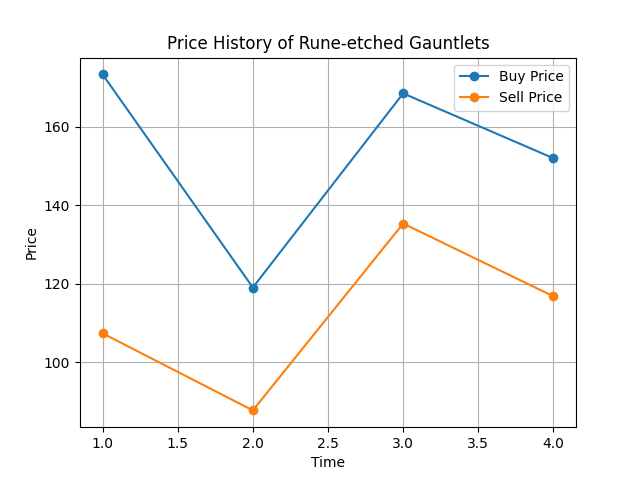 Price History of Rune-etched Gauntlets
Buy Price
Sell Price
Price
160
140
120
100
1.0 1.5 2.0 2.5 3.0 3.5 4.0
Time